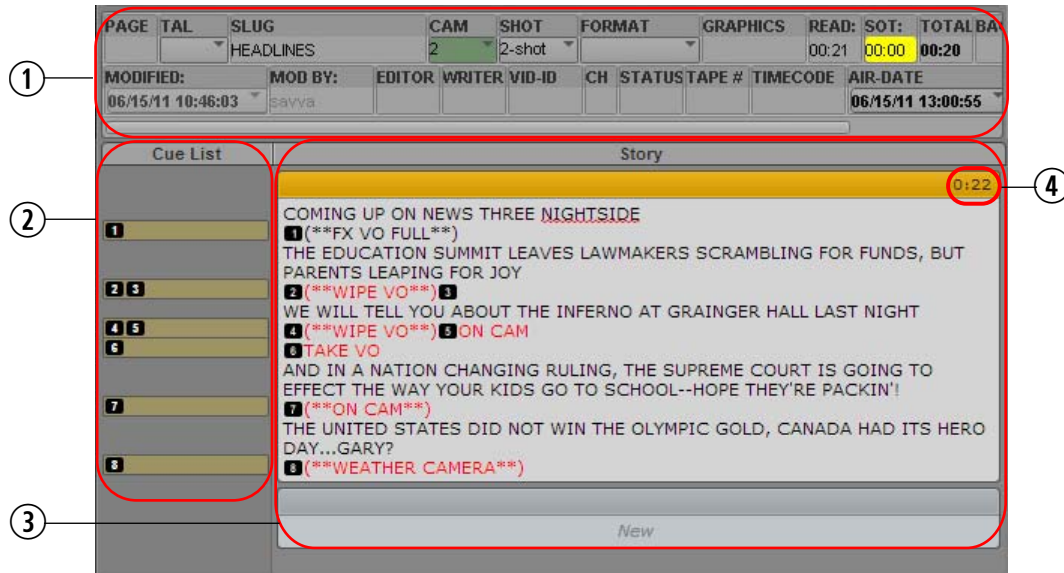 PAGE TAL SLUG CAM SHOT FORMAT GRAPHICS READ: SOT: TOTAL BA
HEADLINES 2 2-shot 00:21 00:00 00:20
① MODIFIED: MOD BY: EDITOR WRITER VID-ID CH STATUS TAPE # TIMECODE AIR-DATE
06/15/11 10:46:03 savva 06/15/11 13:00:55
Cue List Story
0:22 ④
②
COMING UP ON NEWS THREE NIGHTSIDE
1 1(**FX VO FULL**)
THE EDUCATION SUMMIT LEAVES LAWMAKERS SCRAMBLING FOR FUNDS, BUT
PARENTS LEAPING FOR JOY
2 3 2(**WIPE VO**)3
WE WILL TELL YOU ABOUT THE INFERNO AT GRAINGER HALL LAST NIGHT
4 5 4(**WIPE VO**)5ON CAM
6 6TAKE VO
AND IN A NATION CHANGING RULING, THE SUPREME COURT IS GOING TO
EFFECT THE WAY YOUR KIDS GO TO SCHOOL--HOPE THEY'RE PACKIN'!
7 7(**ON CAM**)
THE UNITED STATES DID NOT WIN THE OLYMPIC GOLD, CANADA HAD ITS HERO
DAY...GARY?
8 8(**WEATHER CAMERA**)
③
New